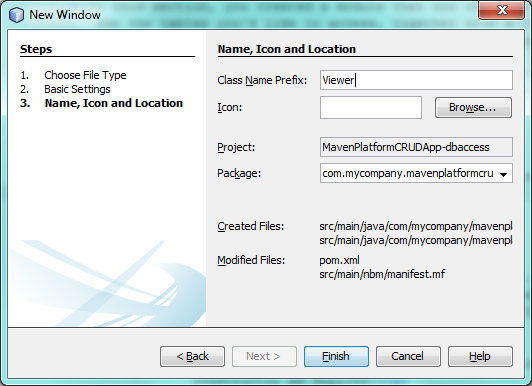 New Window
Steps
1. Choose File Type
2. Basic Settings
3. Name, Icon and Location
Name, Icon and Location
Class Name Prefix: Viewer
Icon: Browse...
Project: MavenPlatformCRUDApp-dbaccess
Package: com.mycompany.mavenplatformcru
Created Files: src/main/java/com/mycompany/mavenpl
src/main/java/com/mycompany/mavenpl
Modified Files: pom.xml
src/main/nbm/manifest.mf
< Back Next > Finish Cancel Help